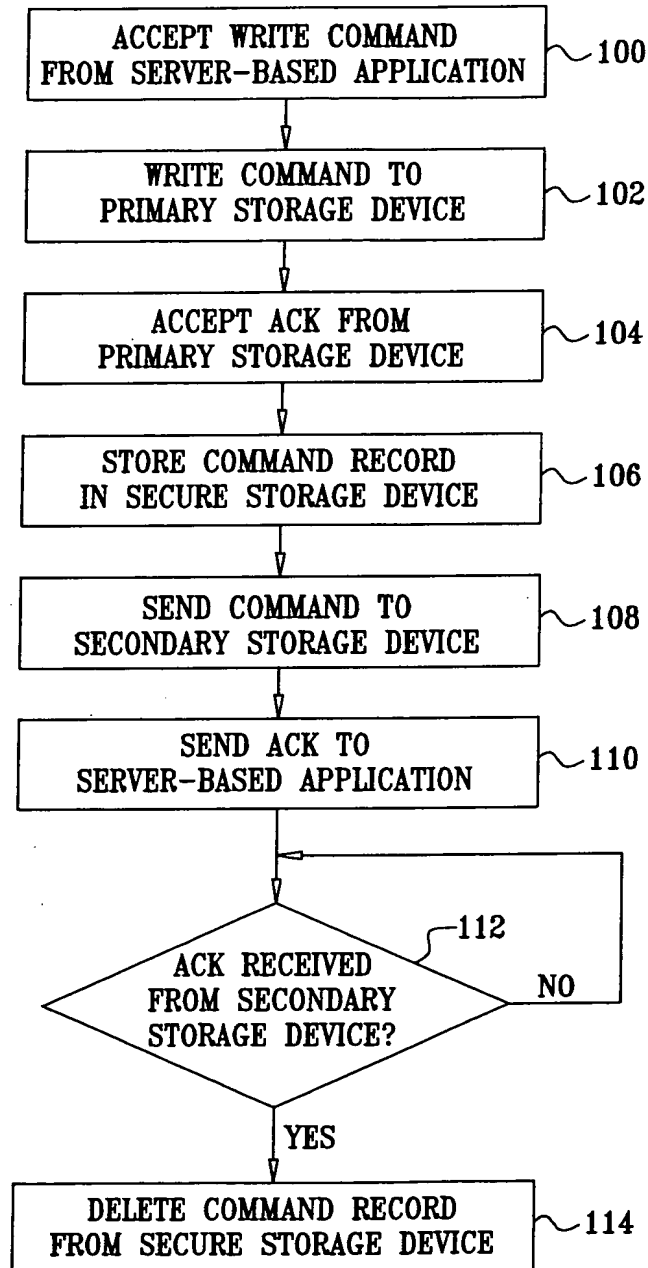 ACCEPT WRITE COMMAND
FROM SERVER-BASED APPLICATION
100
WRITE COMMAND TO
PRIMARY STORAGE DEVICE
102
ACCEPT ACK FROM
PRIMARY STORAGE DEVICE
104
STORE COMMAND RECORD
IN SECURE STORAGE DEVICE
106
SEND COMMAND TO
SECONDARY STORAGE DEVICE
108
SEND ACK TO
SERVER-BASED APPLICATION
110
112
ACK RECEIVED
FROM SECONDARY
STORAGE DEVICE?
NO
YES
DELETE COMMAND RECORD
FROM SECURE STORAGE DEVICE
114